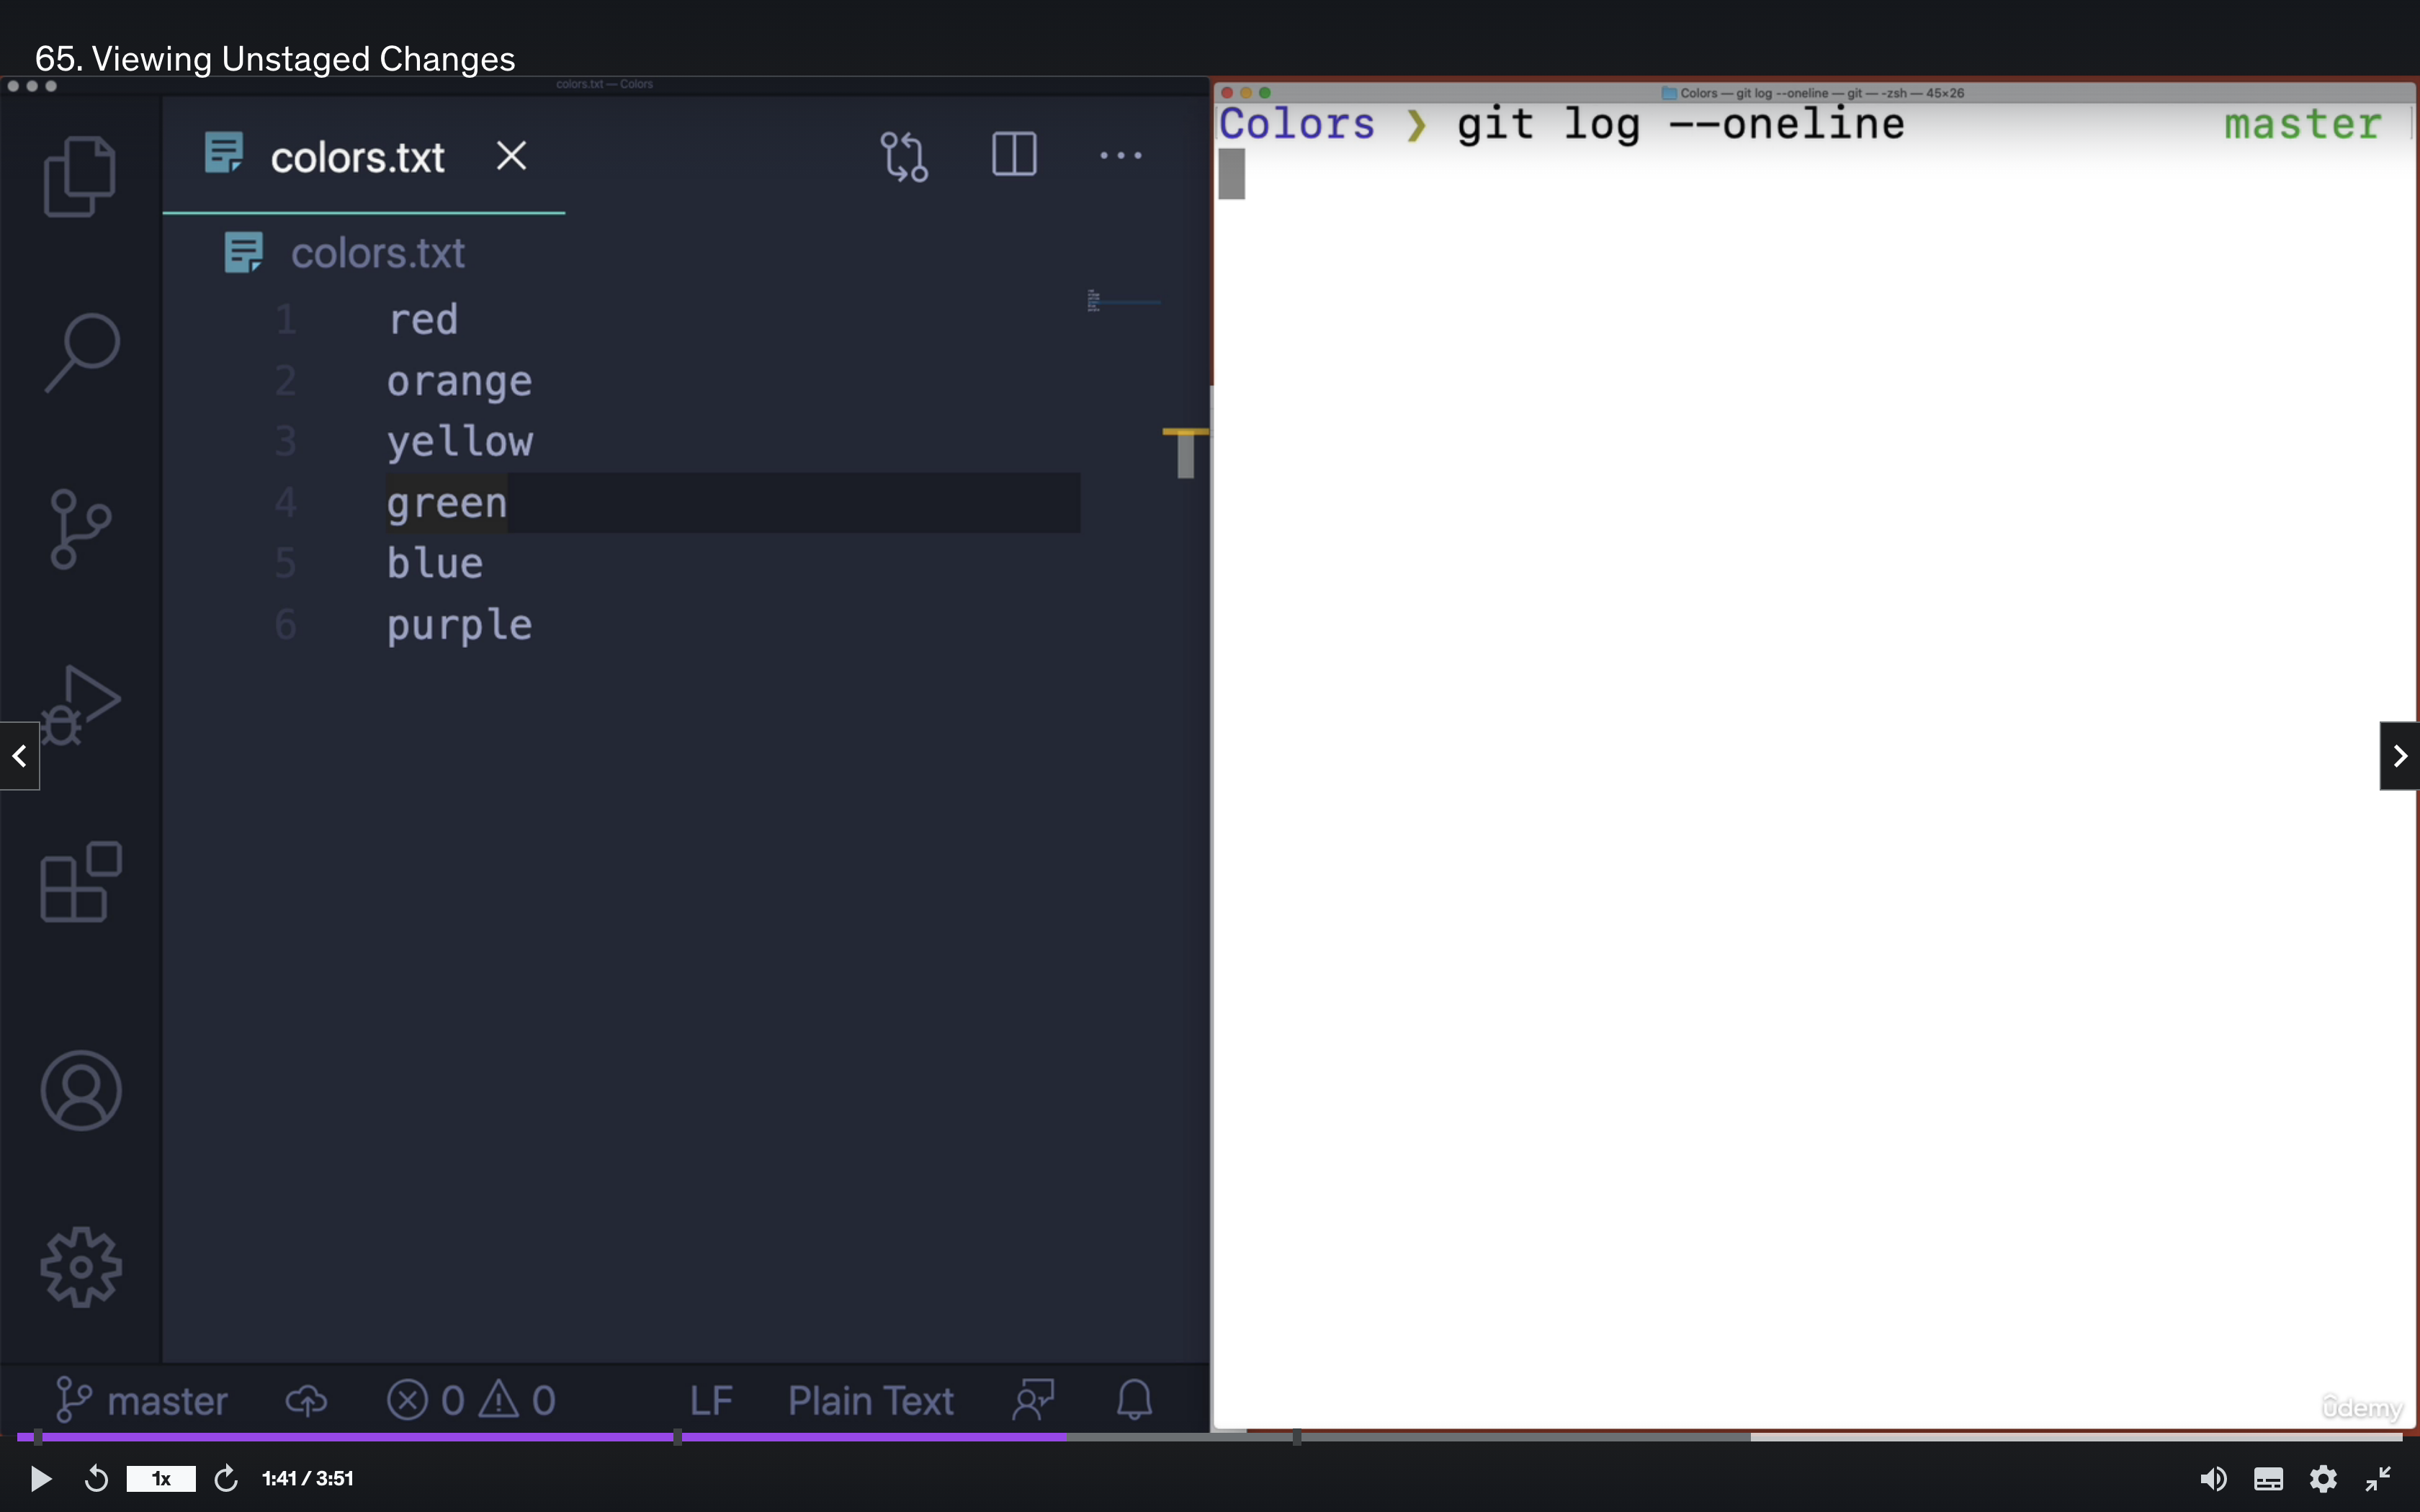 65. Viewing Unstaged Changes
colors.txt — Colors
colors.txt
colors.txt
1 red
2 orange
3 yellow
4 green
5 blue
6 purple
master
0
0
LF
Plain Text
Colors — git log --oneline — git — -zsh — 45×26
Colors ❯ git log --oneline
master
ûdemy
1x
1:41 / 3:51